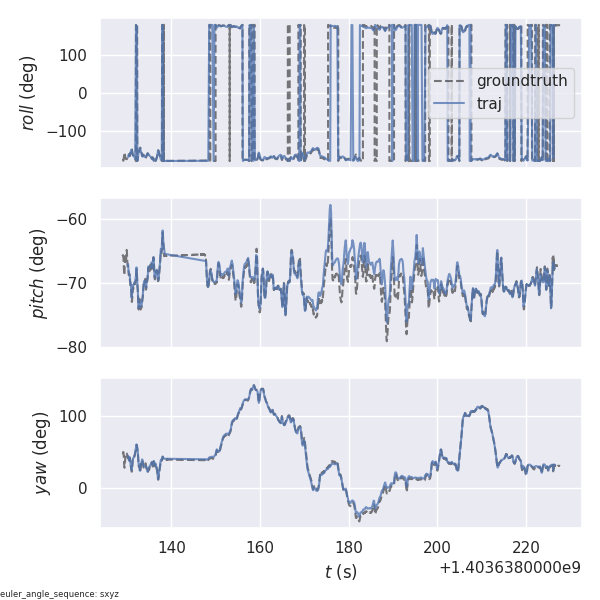 100
0
−100
roll (deg)
groundtruth
traj
−60
−70
−80
pitch (deg)
100
0
yaw (deg)
140 160 180 200 220
t (s)
+1.4036380000e9
euler_angle_sequence: sxyz